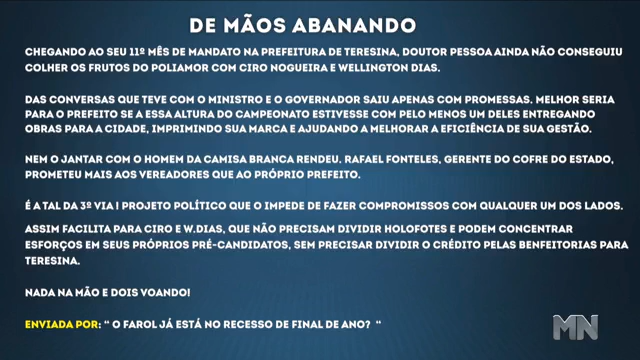 DE MÃOS ABANANDO
CHEGANDO AO SEU 11º MÊS DE MANDATO NA PREFEITURA DE TERESINA, DOUTOR PESSOA AINDA NÃO CONSEGUIU
COLHER OS FRUTOS DO POLIAMOR COM CIRO NOGUEIRA E WELLINGTON DIAS.
DAS CONVERSAS QUE TEVE COM O MINISTRO E O GOVERNADOR SAIU APENAS COM PROMESSAS. MELHOR SERIA
PARA O PREFEITO SE A ESSA ALTURA DO CAMPEONATO ESTIVESSE COM PELO MENOS UM DELES ENTREGANDO
OBRAS PARA A CIDADE, IMPRIMINDO SUA MARCA E AJUDANDO A MELHORAR A EFICIÊNCIA DE SUA GESTÃO.
NEM O JANTAR COM O HOMEM DA CAMISA BRANCA RENDEU. RAFAEL FONTELES, GERENTE DO COFRE DO ESTADO,
PROMETEU MAIS AOS VEREADORES QUE AO PRÓPRIO PREFEITO.
É A TAL DA 3º VIA ! PROJETO POLÍTICO QUE O IMPEDE DE FAZER COMPROMISSOS COM QUALQUER UM DOS LADOS.
ASSIM FACILITA PARA CIRO E W.DIAS, QUE NÃO PRECISAM DIVIDIR HOLOFOTES E PODEM CONCENTRAR
ESFORÇOS EM SEUS PRÓPRIOS PRÉ-CANDIDATOS, SEM PRECISAR DIVIDIR O CRÉDITO PELAS BENFEITORIAS PARA
TERESINA.
NADA NA MÃO E DOIS VOANDO!
ENVIADA POR: “ O FAROL JÁ ESTÁ NO RECESSO DE FINAL DE ANO? “
MN